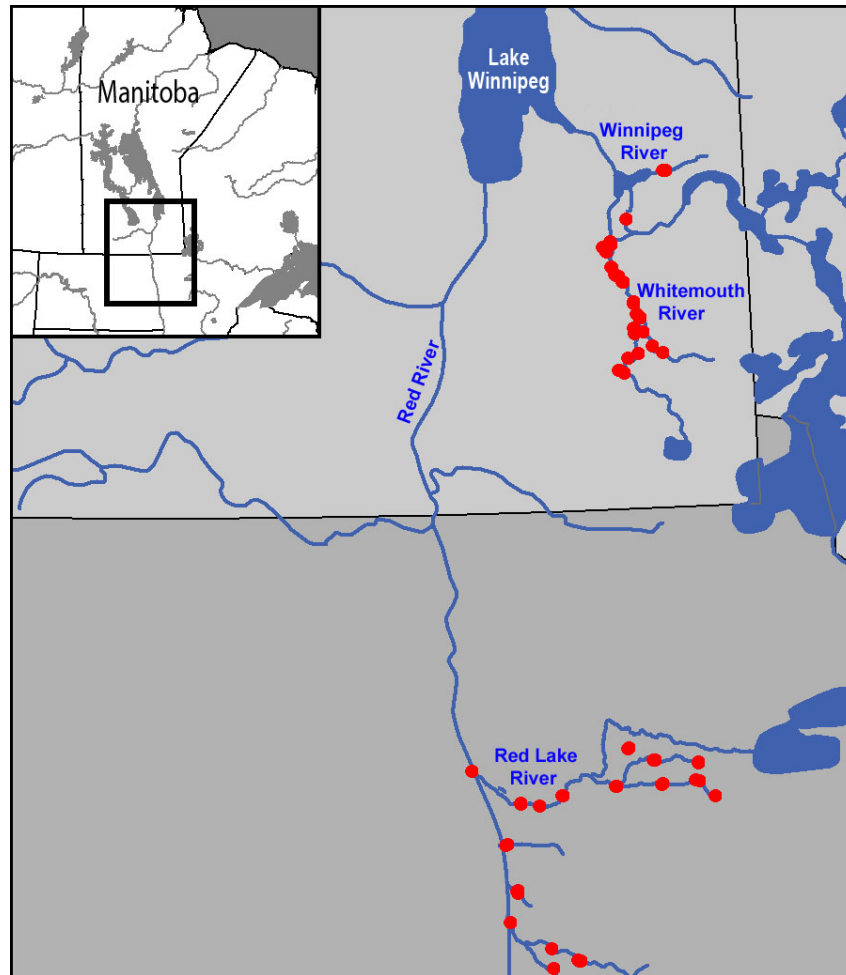 Manitoba
Lake
Winnipeg
Winnipeg
River
Whitemouth
River
Red River
Red Lake
River